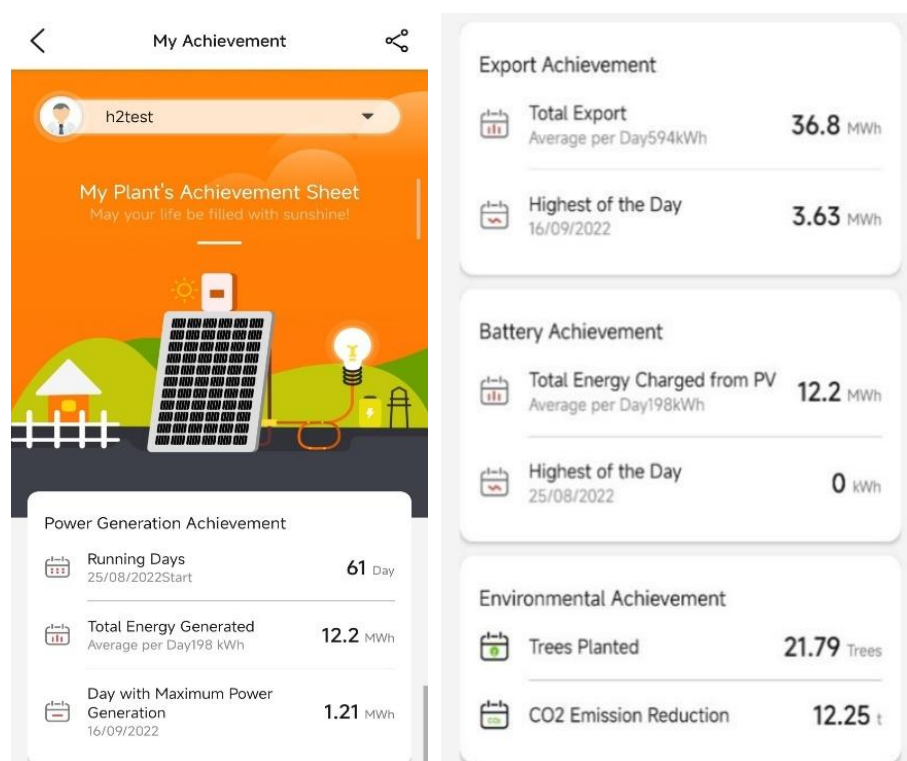 My Achievement
h2test
My Plant's Achievement Sheet
May your life be filled with sunshine!
Power Generation Achievement
Running Days
25/08/2022Start
61 Day
Total Energy Generated
Average per Day198 kWh
12.2 MWh
Day with Maximum Power
Generation
16/09/2022
1.21 MWh
Export Achievement
Total Export
Average per Day594kWh
36.8 MWh
Highest of the Day
16/09/2022
3.63 MWh
Battery Achievement
Total Energy Charged from PV
Average per Day198kWh
12.2 MWh
Highest of the Day
25/08/2022
0 kWh
Environmental Achievement
Trees Planted
21.79 Trees
CO2 Emission Reduction
12.25 t